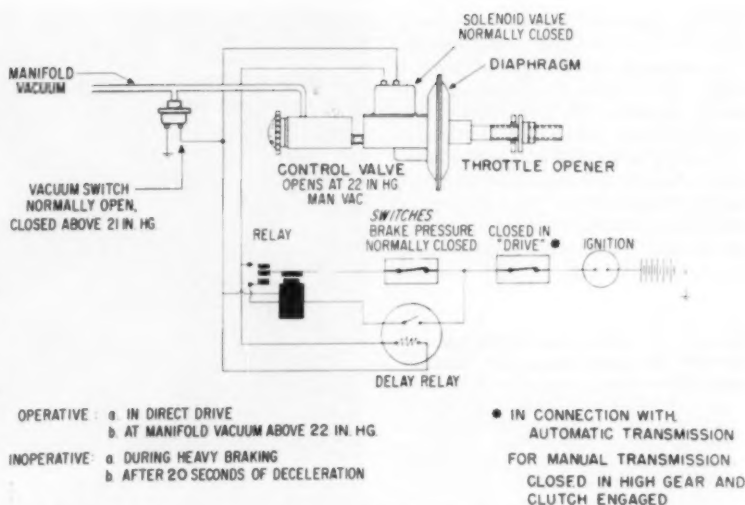 SOLENOID VALVE
NORMALLY CLOSED
MANIFOLD
VACUUM
DIAPHRAGM
CONTROL VALVE
OPENS AT 22 IN HG.
MAN VAC.
THROTTLE OPENER
VACUUM SWITCH
NORMALLY OPEN,
CLOSED ABOVE 21 IN. HG.
RELAY
SWITCHES
BRAKE PRESSURE
NORMALLY CLOSED
CLOSED IN
"DRIVE" *
IGNITION
DELAY RELAY
OPERATIVE: a. IN DIRECT DRIVE
b. AT MANIFOLD VACUUM ABOVE 22 IN. HG.
INOPERATIVE: a. DURING HEAVY BRAKING
b. AFTER 20 SECONDS OF DECELERATION
* IN CONNECTION WITH
AUTOMATIC TRANSMISSION
FOR MANUAL TRANSMISSION
CLOSED IN HIGH GEAR AND
CLUTCH ENGAGED